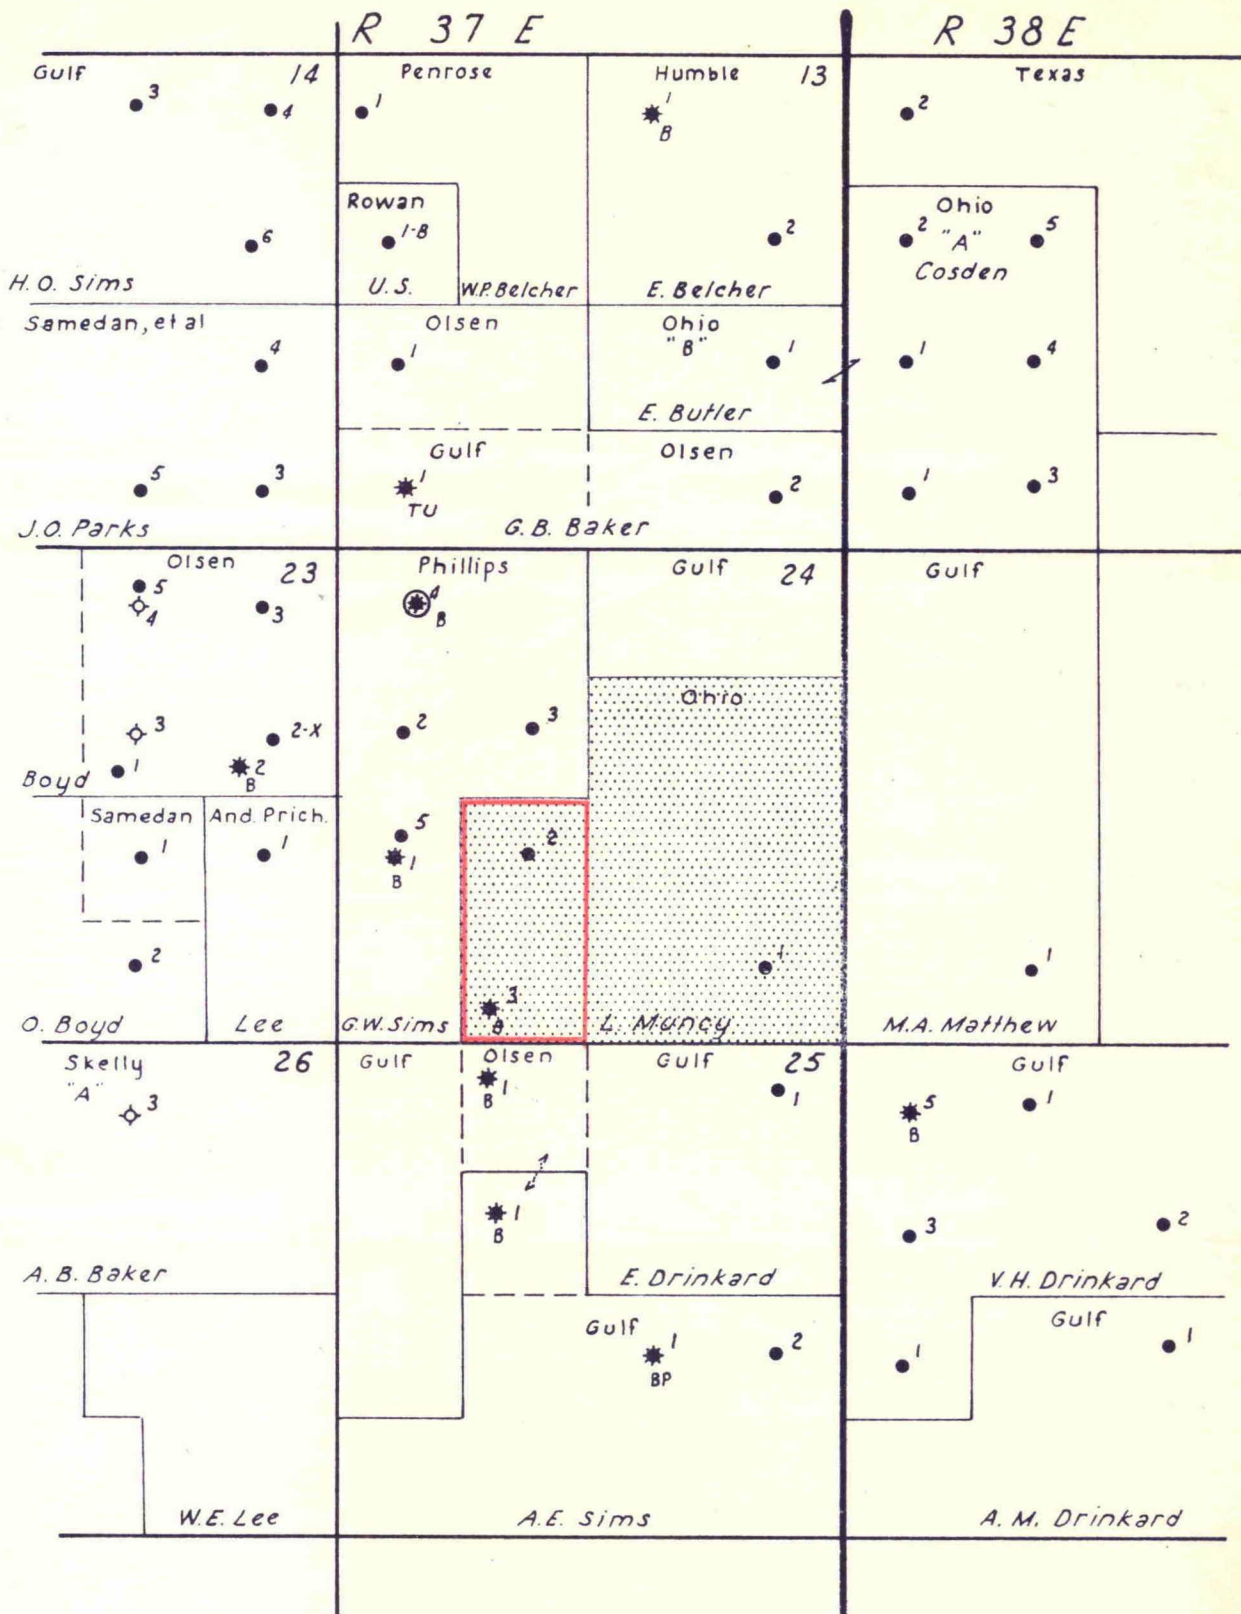 R 37 E
R 38 E
Gulf 14
3
4
6
H.O. Sims
Penrose
1
Rowan
1-B
U.S.
W.P. Belcher
Humble 13
1
B
2
E. Belcher
Texas
2
Ohio
"A"
Cosden
2
5
1
4
1
3
Samedan, et al
4
5
3
J.O. Parks
Olsen
1
Ohio
"B"
1
E. Butler
Gulf
1
TU
Olsen
2
G.B. Baker
Olsen 23
5
4
3
3
2-X
1
2
B
Boyd
Phillips
4
B
2
3
5
1
B
G.W. Sims
Gulf 24
Ohio
2
1
3
B
L. Muncy
Gulf
1
M.A. Matthew
Samedan
1
2
O. Boyd
And. Prich.
1
Lee
Skelly 26
"A"
3
A.B. Baker
Gulf
Olsen
1
B
1
B
Gulf 25
1
E. Drinkard
Gulf
5
B
1
3
2
V.H. Drinkard
1
W.E. Lee
Gulf
1
BP
2
A.E. Sims
Gulf
1
A.M. Drinkard